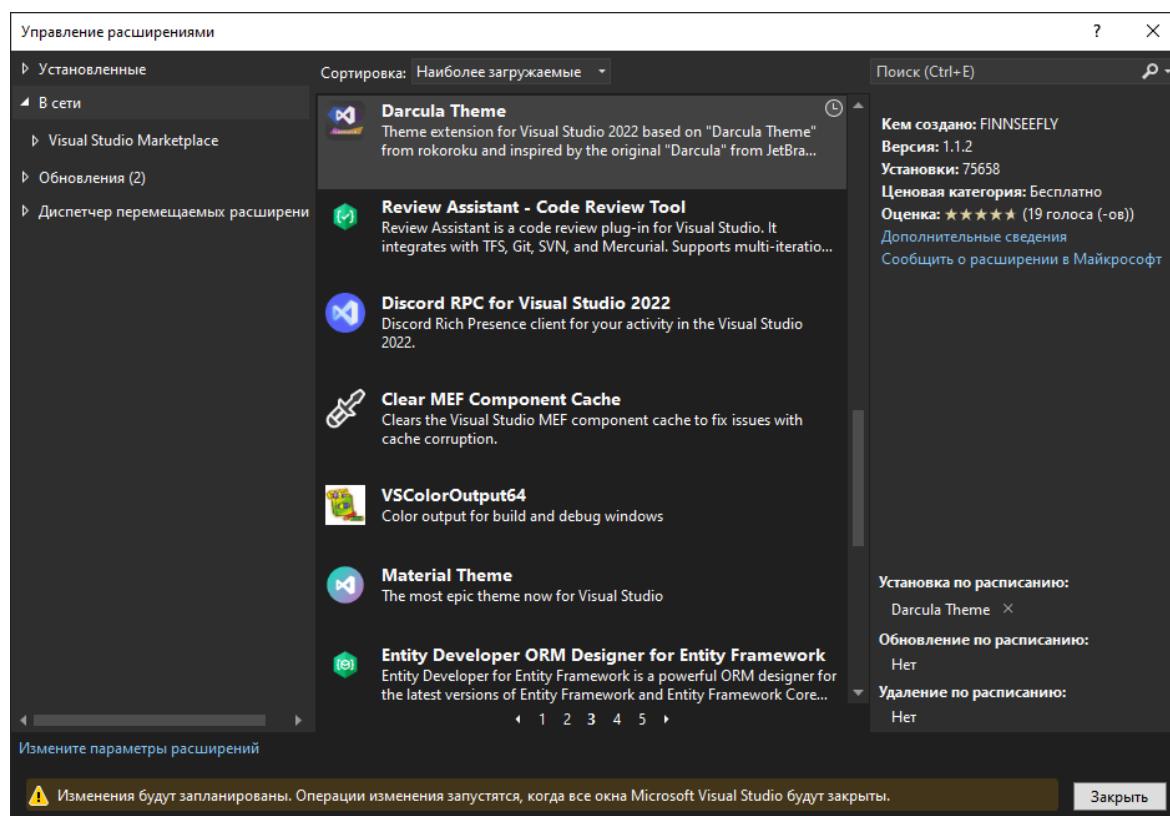 Управление расширениями
?
Установленные
В сети
Visual Studio Marketplace
Обновления (2)
Диспетчер перемещаемых расширени
Сортировка: Наиболее загружаемые
Darcula Theme
Theme extension for Visual Studio 2022 based on "Darcula Theme"
from rokoroku and inspired by the original "Darcula" from JetBra...
Review Assistant - Code Review Tool
Review Assistant is a code review plug-in for Visual Studio. It
integrates with TFS, Git, SVN, and Mercurial. Supports multi-iteratio...
Discord RPC for Visual Studio 2022
Discord Rich Presence client for your activity in the Visual Studio
2022.
Clear MEF Component Cache
Clears the Visual Studio MEF component cache to fix issues with
cache corruption.
VSColorOutput64
Color output for build and debug windows
Material Theme
The most epic theme now for Visual Studio
Entity Developer ORM Designer for Entity Framework
Entity Developer for Entity Framework is a powerful ORM designer for
the latest versions of Entity Framework and Entity Framework Core...
1 2 3 4 5
Поиск (Ctrl+E)
Кем создано: FINNSEEFLY
Версия: 1.1.2
Установки: 75658
Ценовая категория: Бесплатно
Оценка: ★★★★★ (19 голоса (-ов))
Дополнительные сведения
Сообщить о расширении в Майкрософт
Установка по расписанию:
Darcula Theme
Обновление по расписанию:
Нет
Удаление по расписанию:
Нет
Измените параметры расширений
Изменения будут запланированы. Операции изменения запустятся, когда все окна Microsoft Visual Studio будут закрыты.
Закрыть